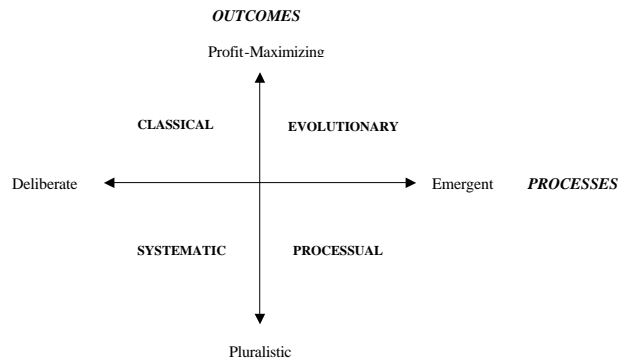 OUTCOMES
Profit-Maximizing
CLASSICAL EVOLUTIONARY
Deliberate Emergent PROCESSES
SYSTEMATIC PROCESSUAL
Pluralistic